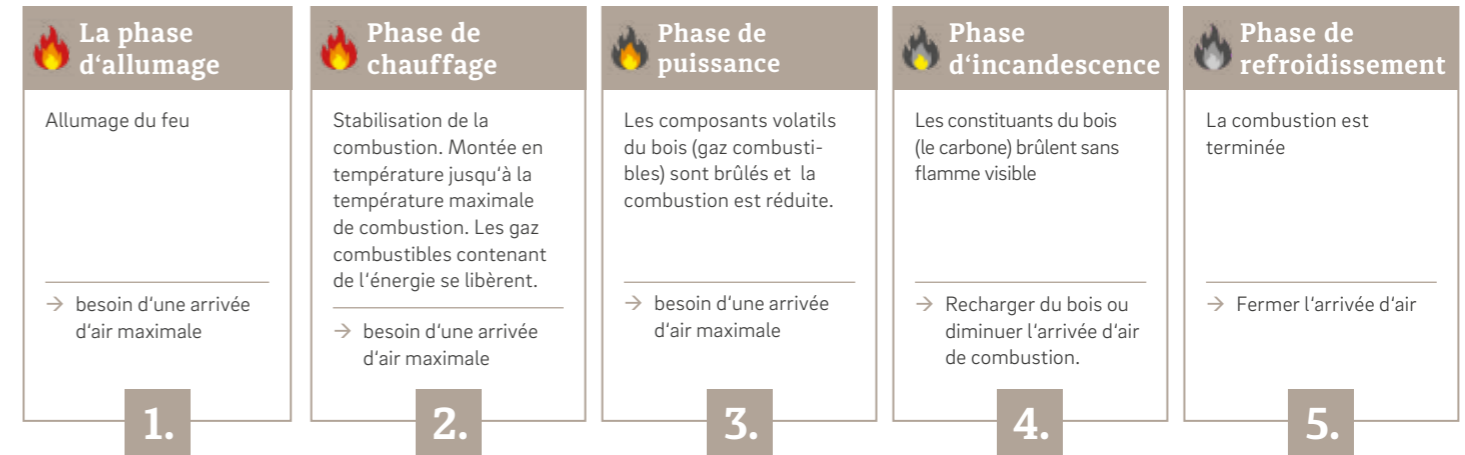 La phase
d‘allumage
Allumage du feu
→ besoin d‘une arrivée
d‘air maximale
1.
Phase de
chauffage
Stabilisation de la
combustion. Montée en
température jusqu‘à la
température maximale
de combustion. Les gaz
combustibles contenant
de l‘énergie se libèrent.
→ besoin d‘une arrivée
d‘air maximale
2.
Phase de
puissance
Les composants volatils
du bois (gaz combusti-
bles) sont brûlés et la
combustion est réduite.
→ besoin d‘une arrivée
d‘air maximale
3.
Phase
d‘incandescence
Les constituants du bois
(le carbone) brûlent sans
flamme visible
→ Recharger du bois ou
diminuer l‘arrivée d‘air
de combustion.
4.
Phase de
refroidissement
La combustion est
terminée
→ Fermer l‘arrivée d‘air
5.